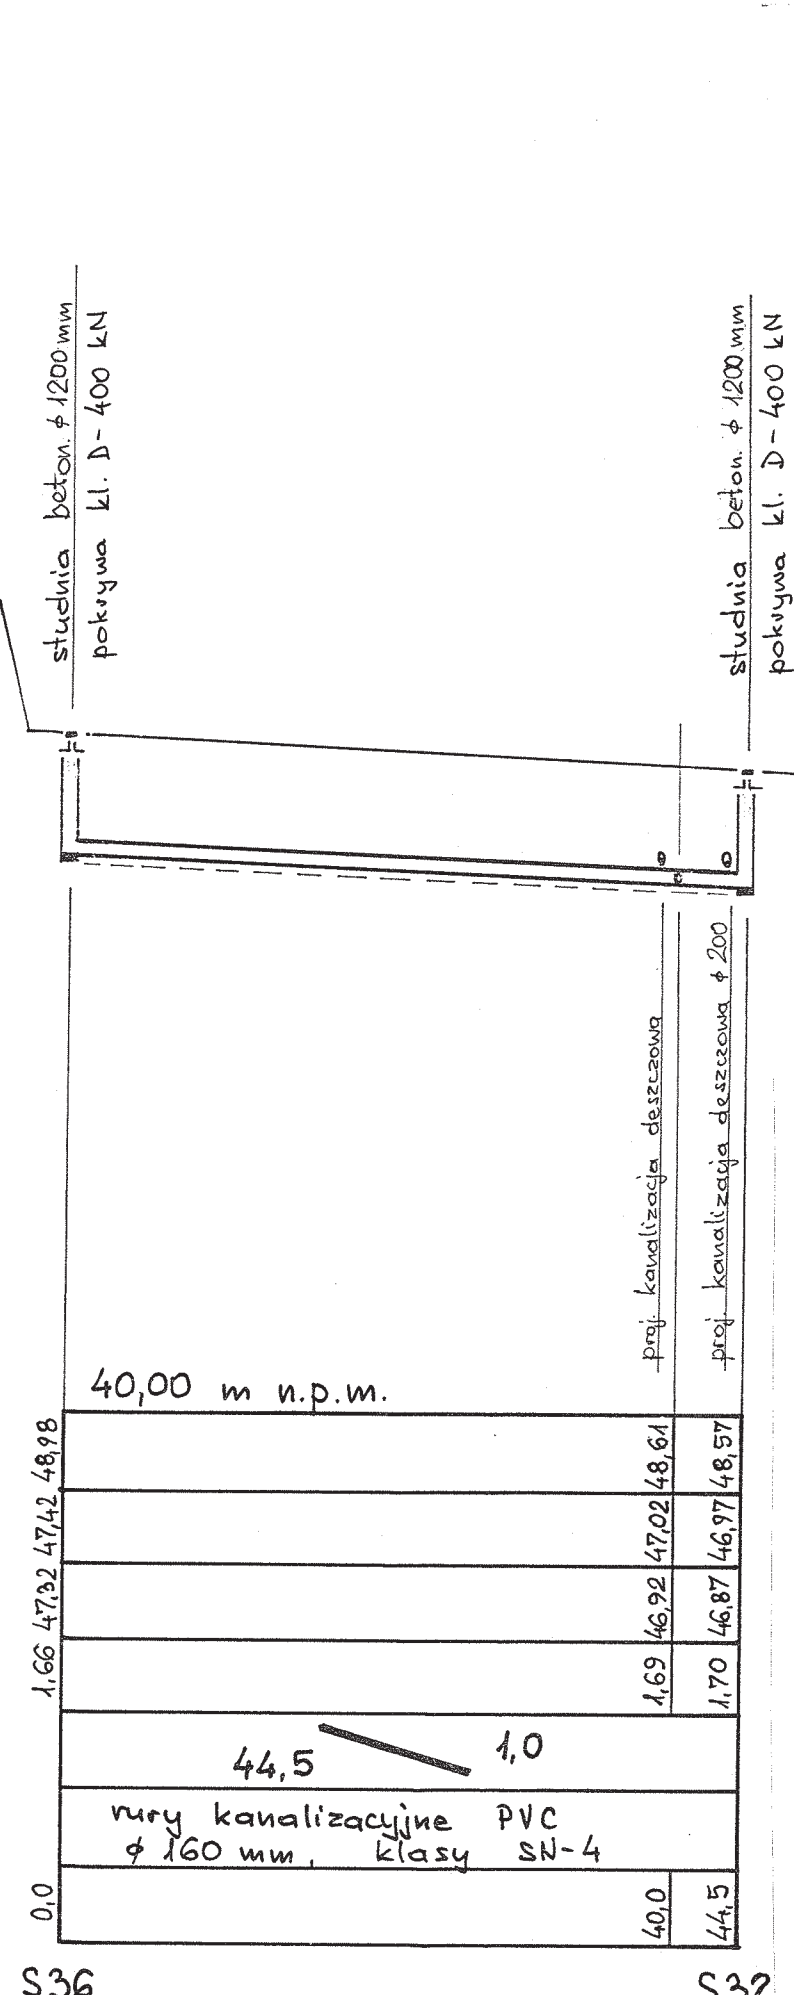 studnia beton. ϕ 1200 mm
pokrywa kl. D-400 kN
studnia beton. ϕ 1200 mm
pokrywa kl. D-400 kN
proj. kanalizacja deszczowa
proj. kanalizacja deszczowa ϕ 200
40,00 m n.p.m.
48,98 48,61 48,57
47,42 47,02 46,97
47,32 46,92 46,87
1,66 1,69 1,70
44,5 1,0
rury kanalizacyjne PVC
ϕ 160 mm, klasy SN-4
0,0 40,0 44,5
S36